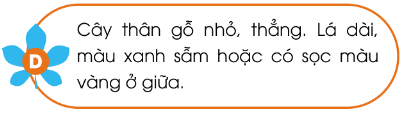 D
Cây thân gỗ nhỏ, thẳng. Lá dài,
màu xanh sẫm hoặc có sọc màu
vàng ở giữa.